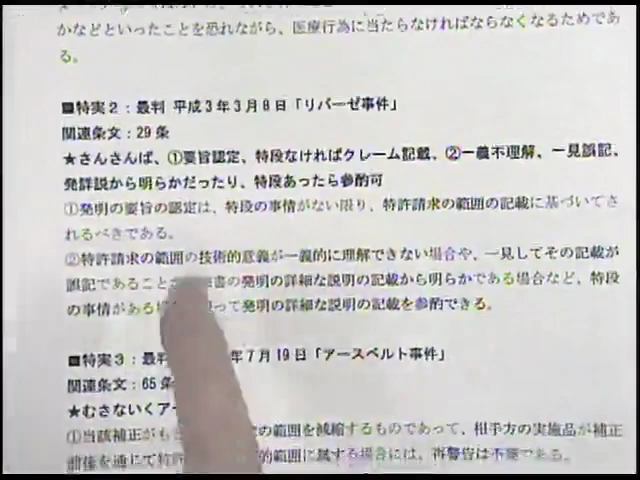 かなどといったことを恐れながら、医療行為に当たらなければならなくなるためであ
る。
■特実2：最判 平成3年3月8日「リパーゼ事件」
関連条文：29条
★さんさんぱ、①要旨認定、特段なければクレーム記載、②一義不理解、一見誤記、
発詳説から明らかだったり、特段あったら参酌可
①発明の要旨の認定は、特段の事情がない限り、特許請求の範囲の記載に基づいてさ
れるべきである。
②特許請求の範囲の技術的意義が一義的に理解できない場合や、一見してその記載が
誤記であること 書の発明の詳細な説明の記載から明らかである場合など、特段
の事情がある って発明の詳細な説明の記載を参酌できる。
■特実3：最判 年7月19日「アースベルト事件」
関連条文：65条
★むさないくアー
①当該補正がも の範囲を減縮するものであって、相手方の実施品が補正
前後を通じて特許 的範囲に属する場合には、再警告は不要である。